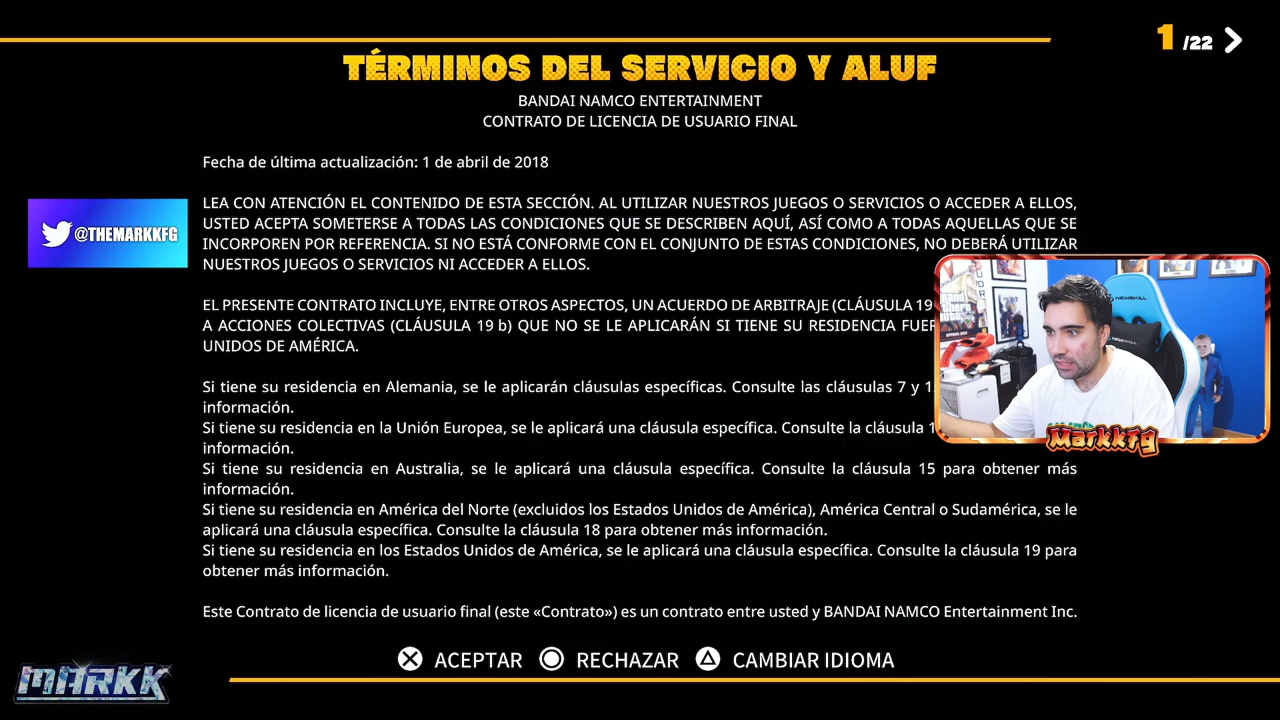 1 /22
TÉRMINOS DEL SERVICIO Y ALUF
BANDAI NAMCO ENTERTAINMENT
CONTRATO DE LICENCIA DE USUARIO FINAL
Fecha de última actualización: 1 de abril de 2018
LEA CON ATENCIÓN EL CONTENIDO DE ESTA SECCIÓN. AL UTILIZAR NUESTROS JUEGOS O SERVICIOS O ACCEDER A ELLOS,
USTED ACEPTA SOMETERSE A TODAS LAS CONDICIONES QUE SE DESCRIBEN AQUÍ, ASÍ COMO A TODAS AQUELLAS QUE SE
INCORPOREN POR REFERENCIA. SI NO ESTÁ CONFORME CON EL CONJUNTO DE ESTAS CONDICIONES, NO DEBERÁ UTILIZAR
NUESTROS JUEGOS O SERVICIOS NI ACCEDER A ELLOS.
@THEMARKKFG
EL PRESENTE CONTRATO INCLUYE, ENTRE OTROS ASPECTOS, UN ACUERDO DE ARBITRAJE (CLÁUSULA 19
A ACCIONES COLECTIVAS (CLÁUSULA 19 b) QUE NO SE LE APLICARÁN SI TIENE SU RESIDENCIA
UNIDOS DE AMÉRICA.
Si tiene su residencia en Alemania, se le aplicarán cláusulas específicas. Consulte las cláusulas 7 y
información.
Si tiene su residencia en la Unión Europea, se le aplicará una cláusula específica. Consulte la cláusula
información.
Si tiene su residencia en Australia, se le aplicará una cláusula específica. Consulte la cláusula 15 para obtener más
información.
Si tiene su residencia en América del Norte (excluidos los Estados Unidos de América), América Central o Sudamérica, se le
aplicará una cláusula específica. Consulte la cláusula 18 para obtener más información.
Si tiene su residencia en los Estados Unidos de América, se le aplicará una cláusula específica. Consulte la cláusula 19 para
obtener más información.
Este Contrato de licencia de usuario final (este «Contrato») es un contrato entre usted y BANDAI NAMCO Entertainment Inc.
NEWSKILL
Markkfg
ACEPTAR RECHAZAR CAMBIAR IDIOMA
MARKK